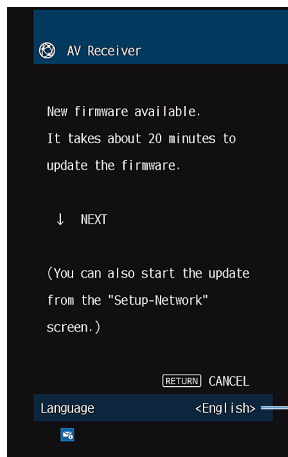 AV Receiver
New firmware available.
It takes about 20 minutes to
update the firmware.
↓ NEXT
(You can also start the update
from the "Setup-Network"
screen.)
RETURN CANCEL
Language <English>